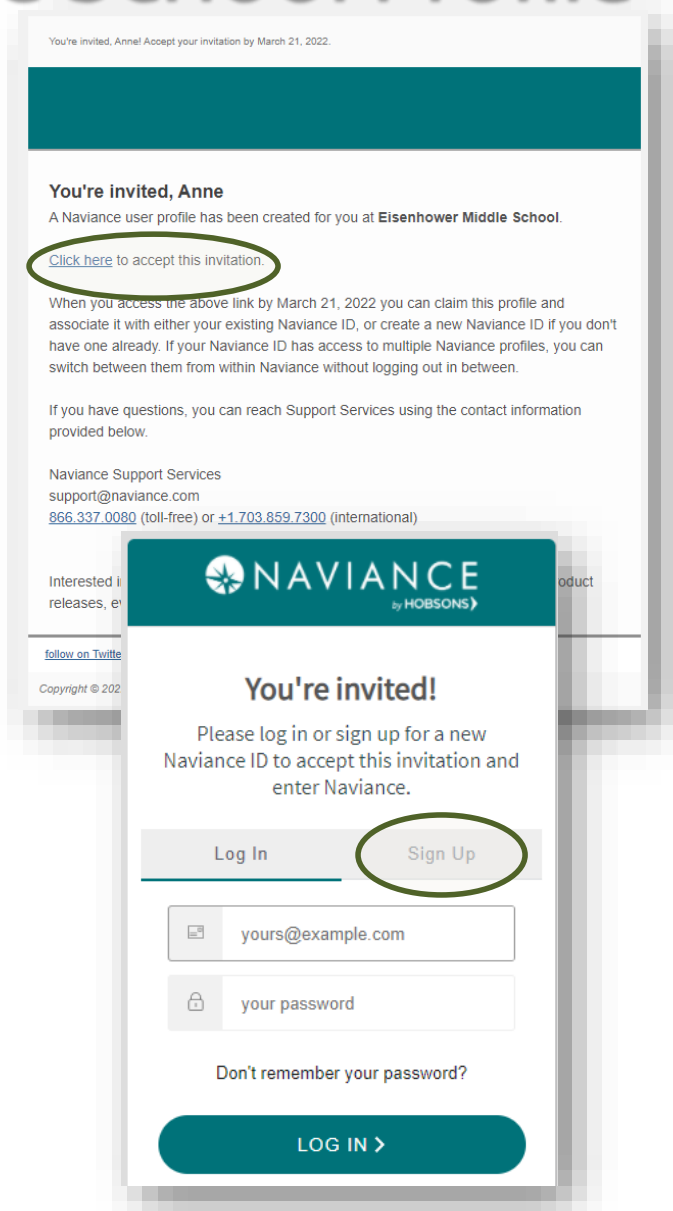 You're invited, Anne! Accept your invitation by March 21, 2022.
You're invited, Anne
A Naviance user profile has been created for you at Eisenhower Middle School.
Click here to accept this invitation.
When you access the above link by March 21, 2022 you can claim this profile and
associate it with either your existing Naviance ID, or create a new Naviance ID if you don't
have one already. If your Naviance ID has access to multiple Naviance profiles, you can
switch between them from within Naviance without logging out in between.
If you have questions, you can reach Support Services using the contact information
provided below.
Naviance Support Services
support@naviance.com
866.337.0080 (toll-free) or +1.703.859.7300 (international)
Interested
releases,
follow on
Copyright ©
NAVIANCE
by HOBSONS
You're invited!
Please log in or sign up for a new
Naviance ID to accept this invitation and
enter Naviance.
Log In Sign Up
yours@example.com
your password
Don't remember your password?
LOG IN >